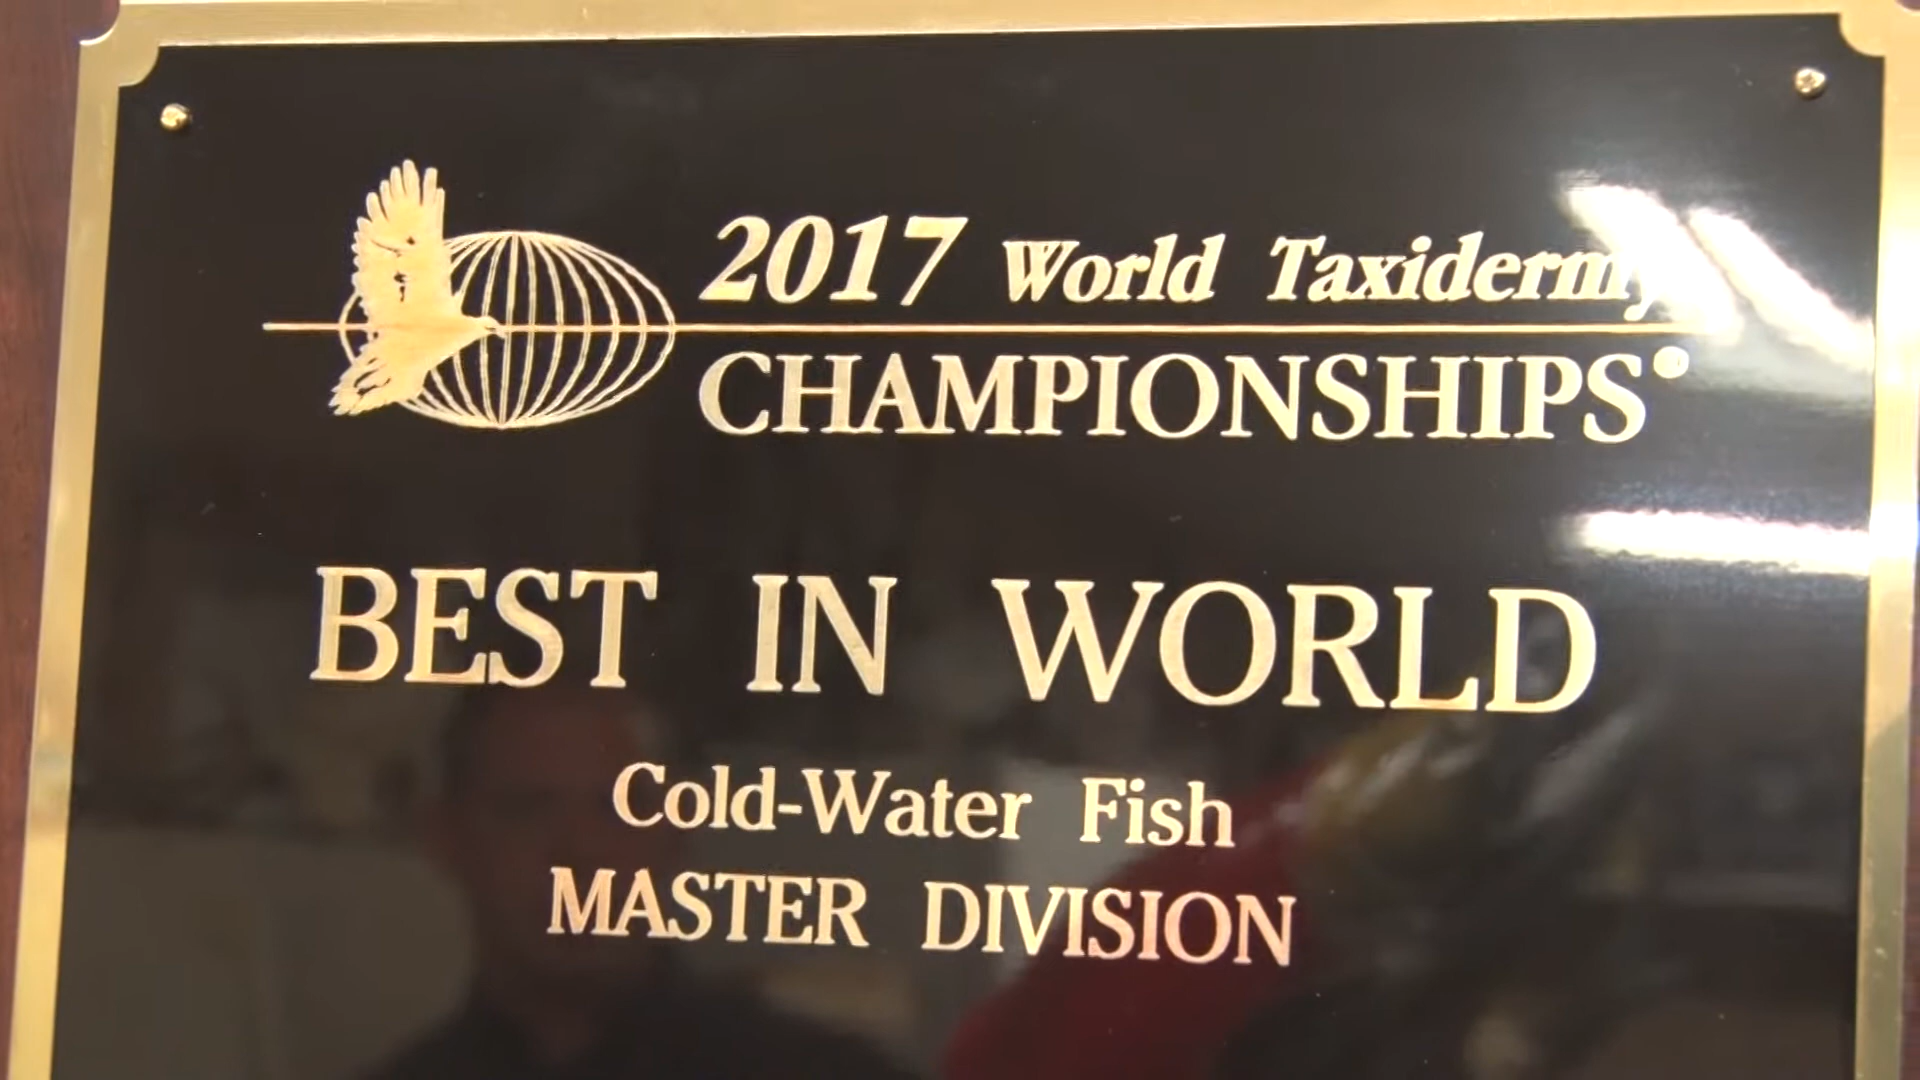 2017 World Taxidermy
CHAMPIONSHIPS®
BEST IN WORLD
Cold-Water Fish
MASTER DIVISION